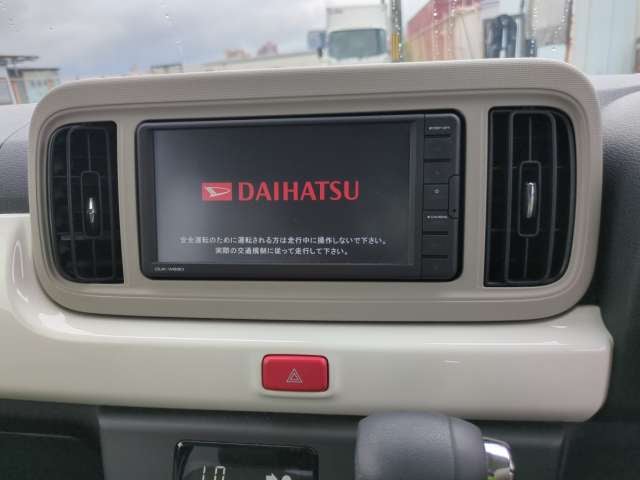 DAIHATSU
安全運転のために運転される方は走行中に操作しないで下さい。
実際の交通規制に従って走行して下さい。